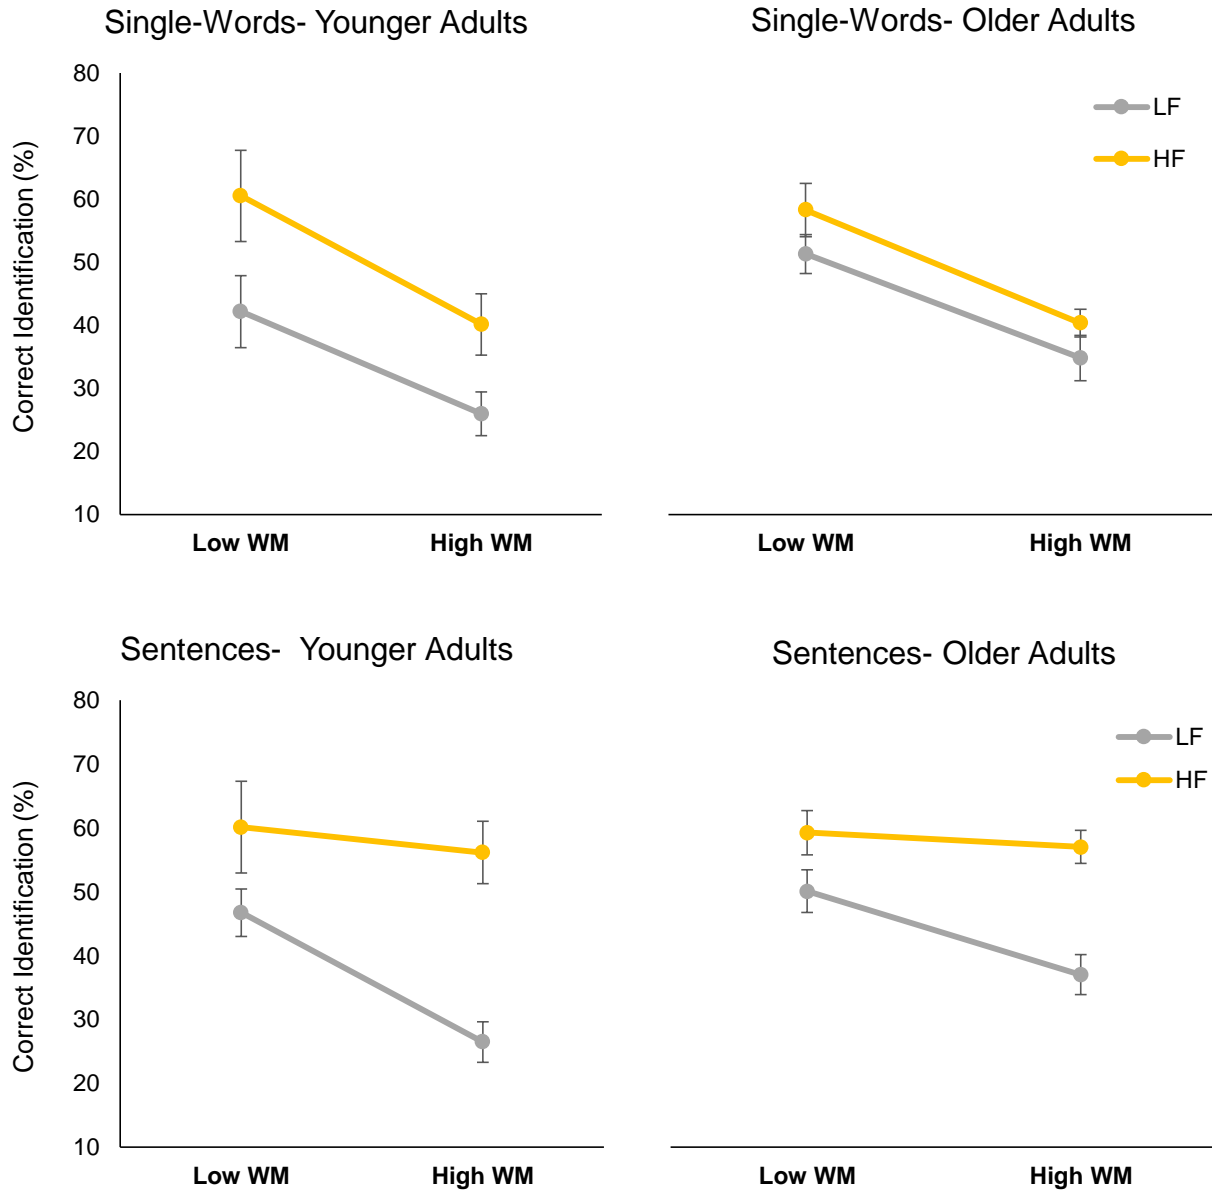 Single-Words- Younger Adults
Single-Words- Older Adults
Correct Identification (%)
80
70
60
50
40
30
20
10
LF
HF
Low WM
High WM
Low WM
High WM
Sentences-  Younger Adults
Sentences- Older Adults
Correct Identification (%)
80
70
60
50
40
30
20
10
LF
HF
Low WM
High WM
Low WM
High WM